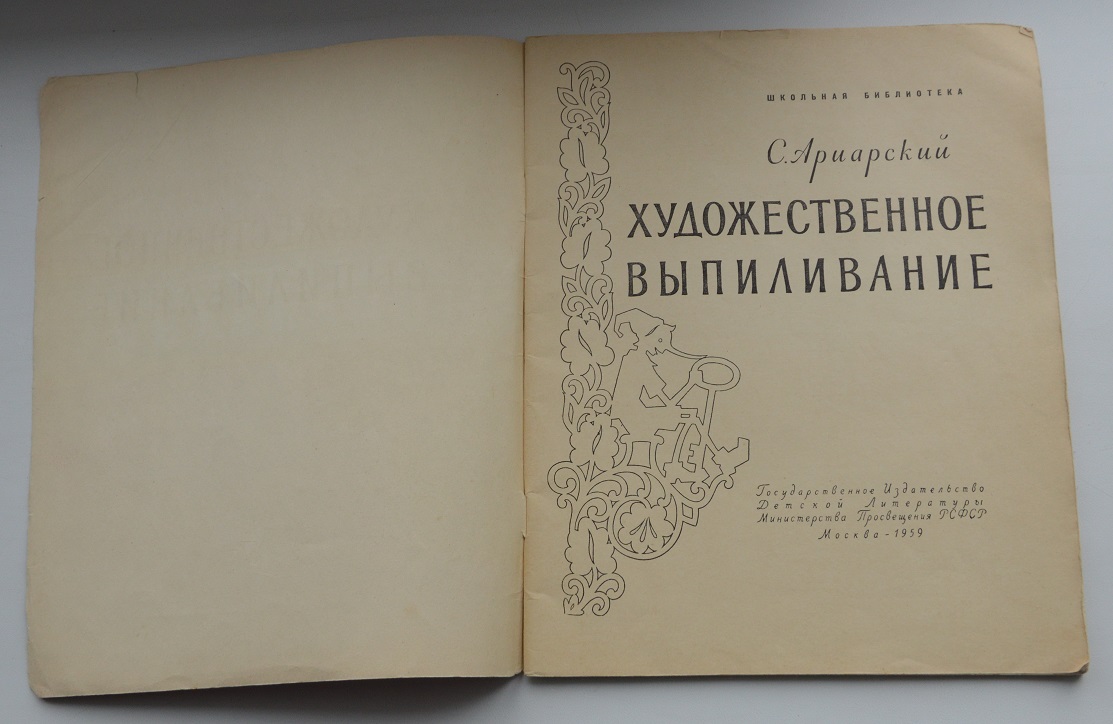 ШКОЛЬНАЯ БИБЛИОТЕКА
С. Ариарский
ХУДОЖЕСТВЕННОЕ
ВЫПИЛИВАНИЕ
Государственное Издательство
Детской Литературы
Министерства Просвещения РСФСР
Москва - 1959